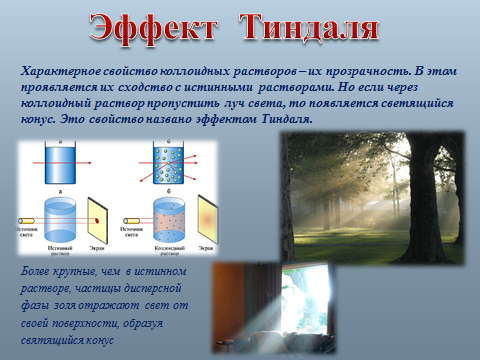 Эффект Тиндаля
Характерное свойство коллоидных растворов – их прозрачность. В этом
проявляется их сходство с истинными растворами. Но если через
коллоидный раствор пропустить луч света, то появляется светящийся
конус. Это свойство названо эффектом Тиндаля.
а
б
а
б
Источник
света
Истинный
раствор
Экран
Источник
света
Коллоидный
раствор
Экран
Более крупные, чем в истинном
растворе, частицы дисперсной
фазы золя отражают свет от
своей поверхности, образуя
святящийся конус